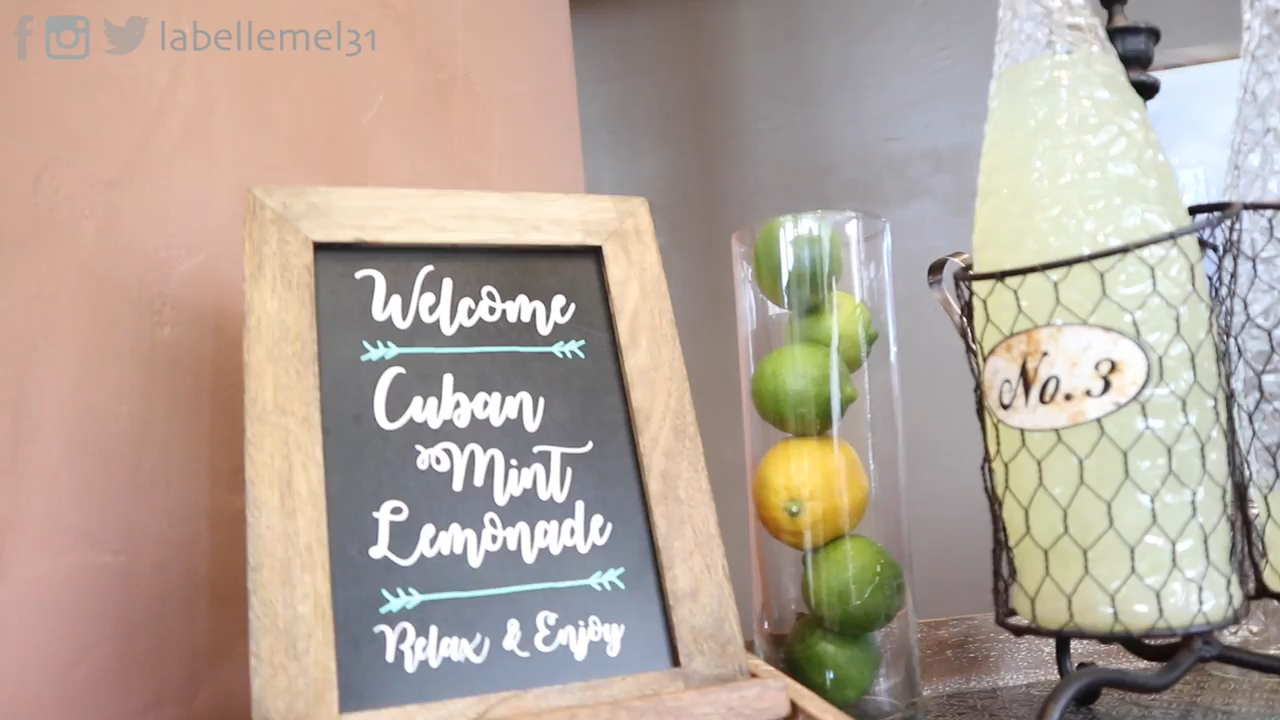 labellemel31
Welcome
Cuban
Mint
Lemonade
Relax & Enjoy
No. 3